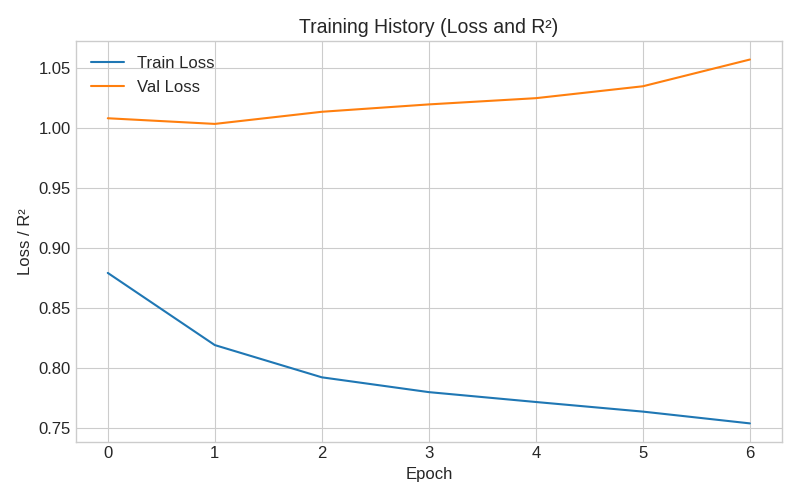 Training History (Loss and R²)
Train Loss
Val Loss
1.05
1.00
0.95
0.90
0.85
0.80
0.75
Loss / R²
0 1 2 3 4 5 6
Epoch